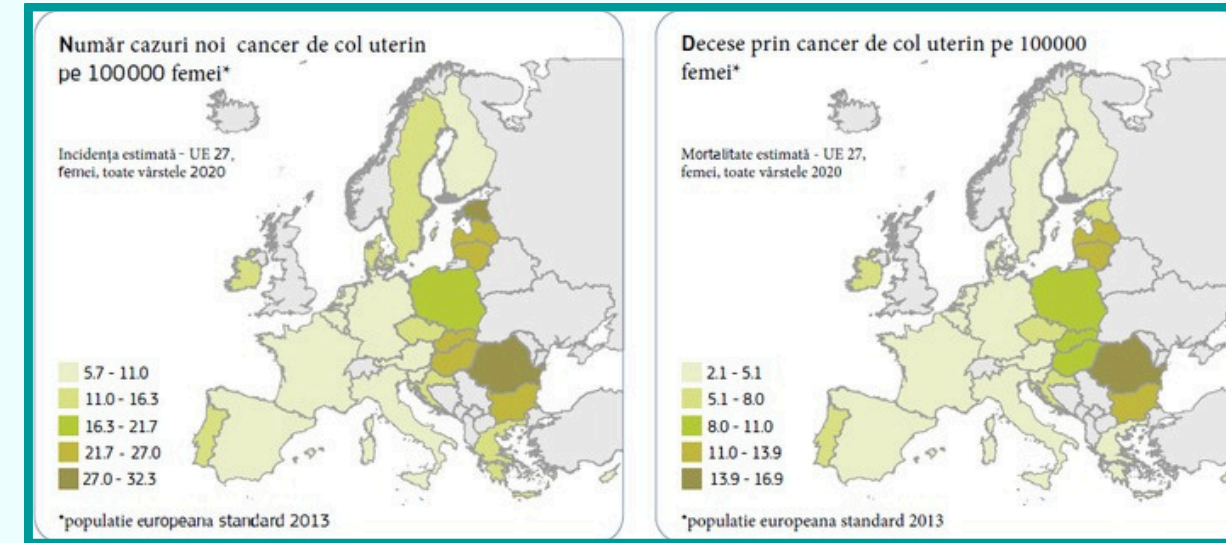 Număr cazuri noi cancer de col uterin
pe 100000 femei*
Incidența estimată - UE 27,
femei, toate vârstele 2020
5.7 - 11.0
11.0 - 16.3
16.3 - 21.7
21.7 - 27.0
27.0 - 32.3
*populatie europeana standard 2013
Decese prin cancer de col uterin pe 100000
femei*
Mortalitate estimată - UE 27,
femei, toate vârstele 2020
2.1 - 5.1
5.1 - 8.0
8.0 - 11.0
11.0 - 13.9
13.9 - 16.9
*populatie europeana standard 2013